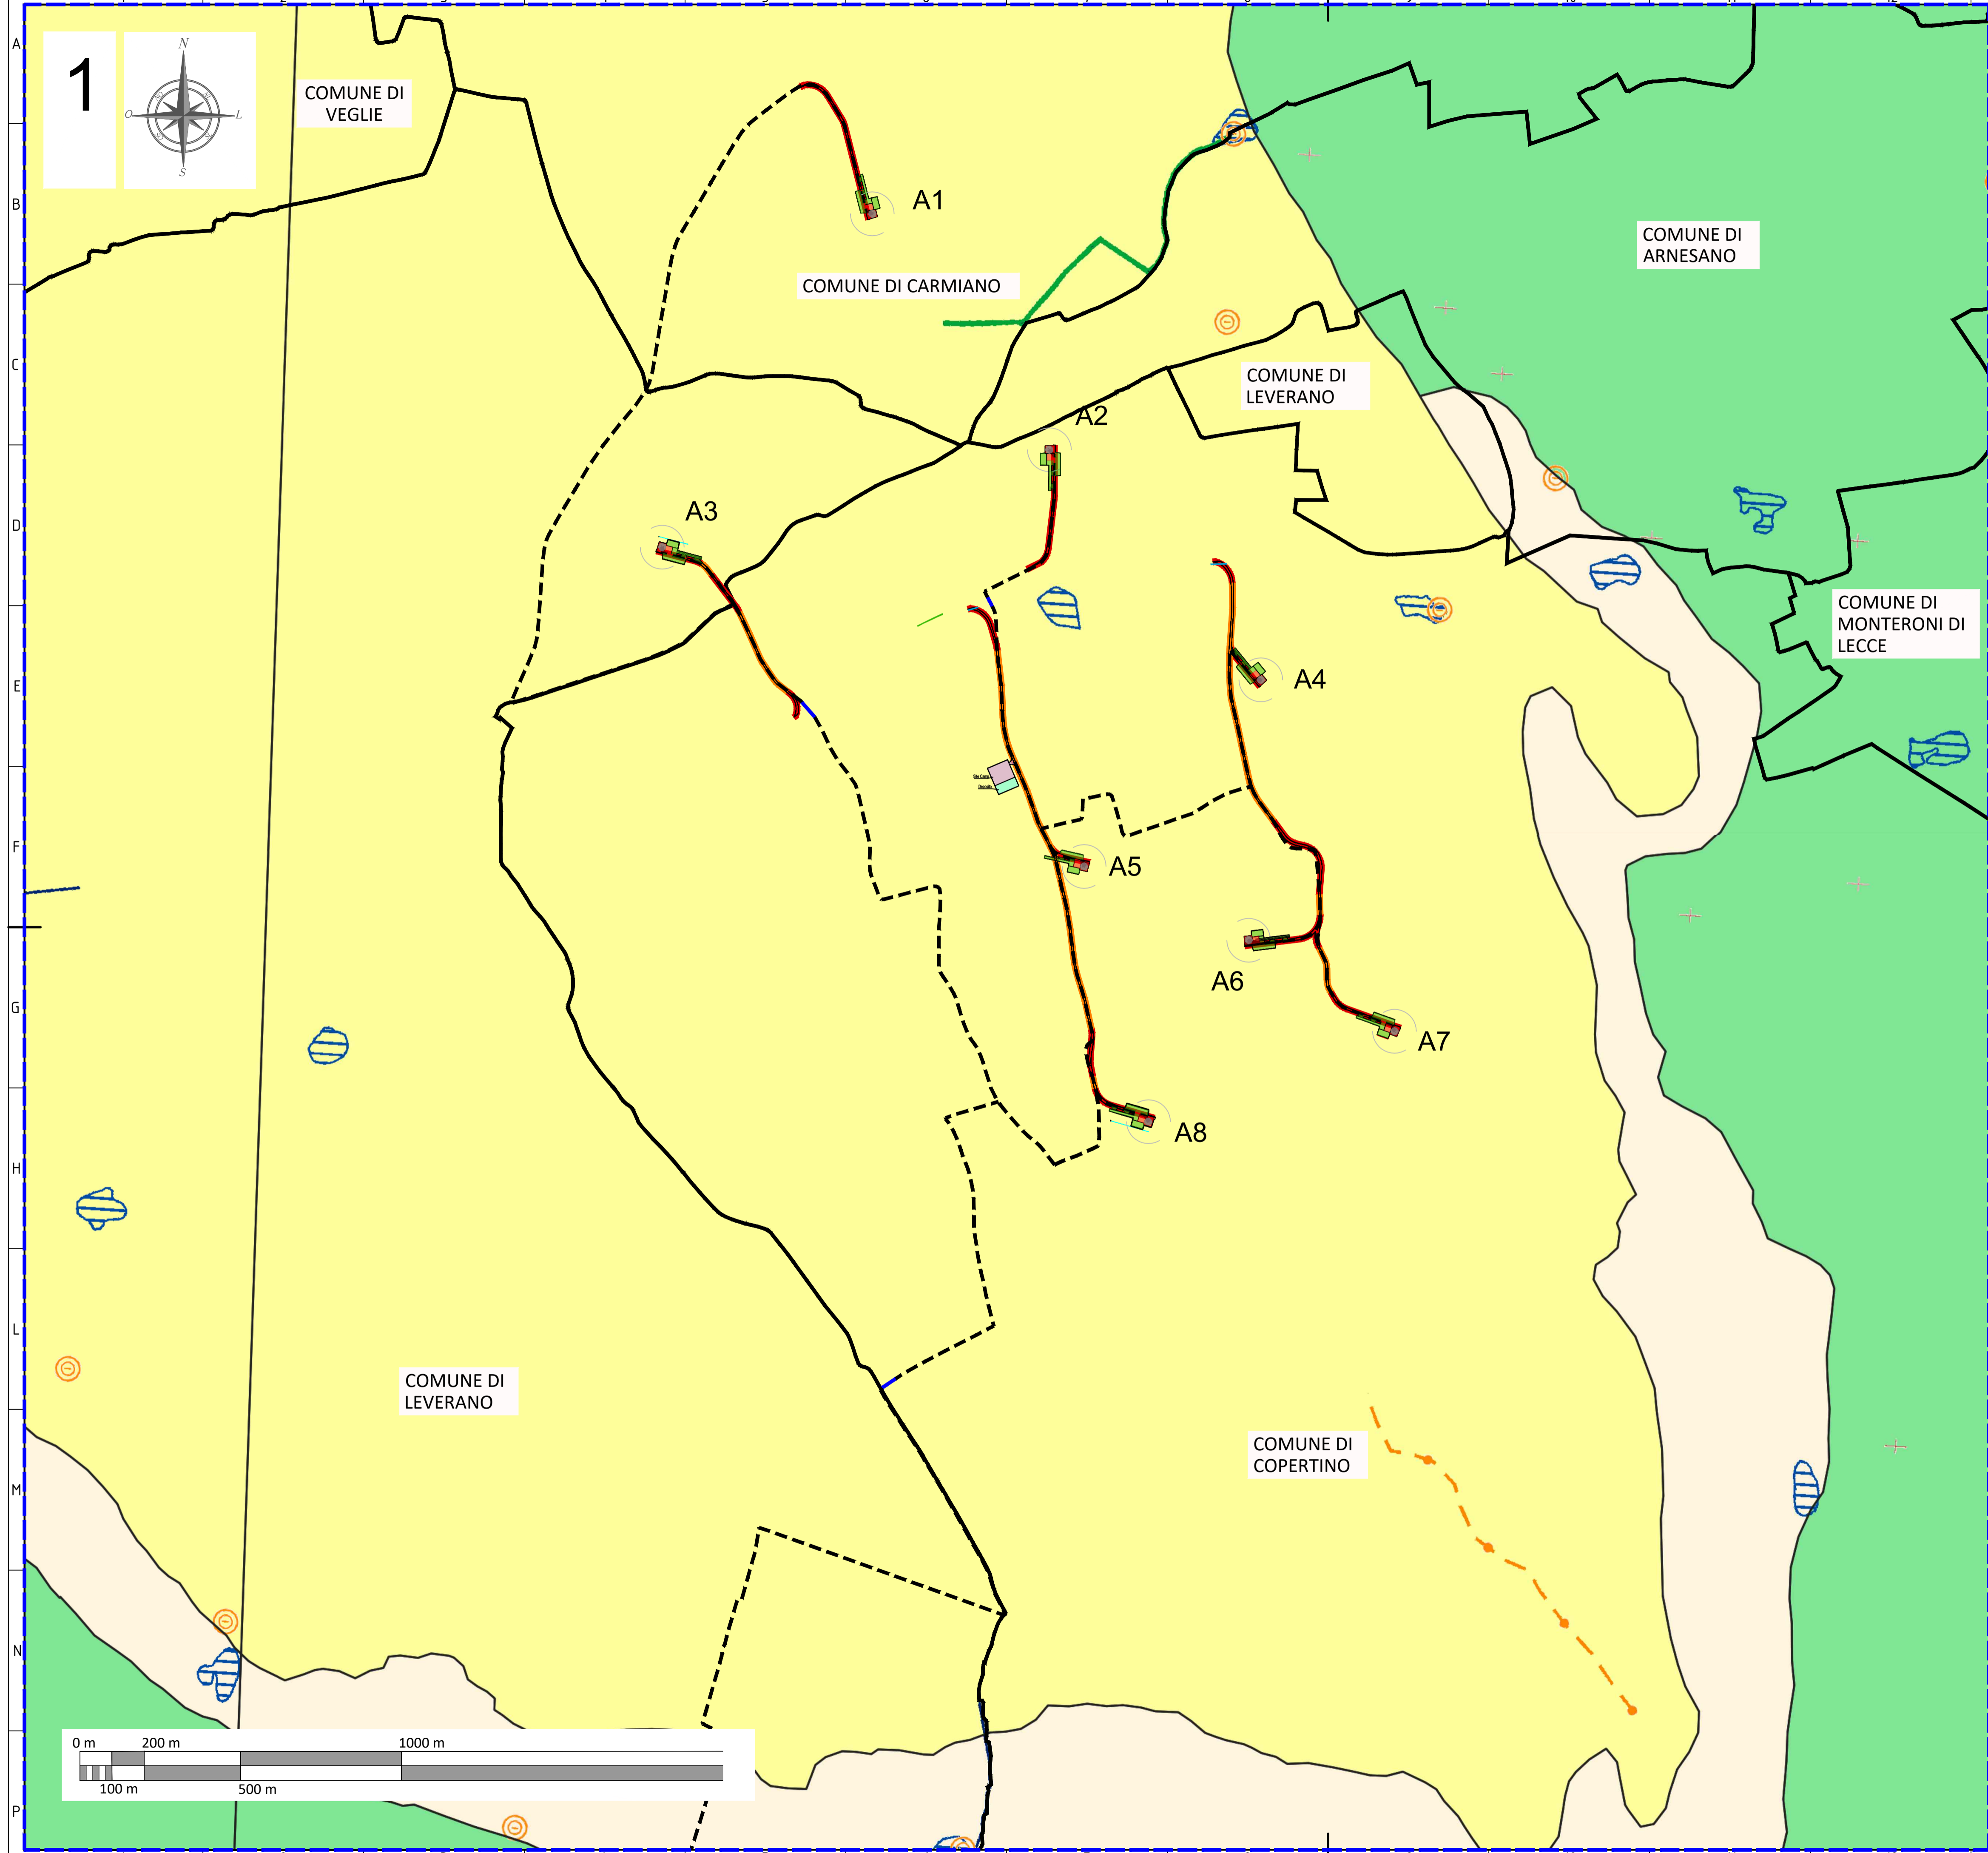 1
N
O
L
S
A
B
C
D
E
F
G
H
L
M
N
P
COMUNE DI
VEGLIE
A1
COMUNE DI CARMIANO
COMUNE DI
ARNESANO
COMUNE DI
LEVERANO
A2
A3
COMUNE DI
MONTERONI DI
LECCE
A4
A5
A6
A7
A8
COMUNE DI
LEVERANO
COMUNE DI
COPERTINO
0 m 200 m 1000 m
100 m 500 m